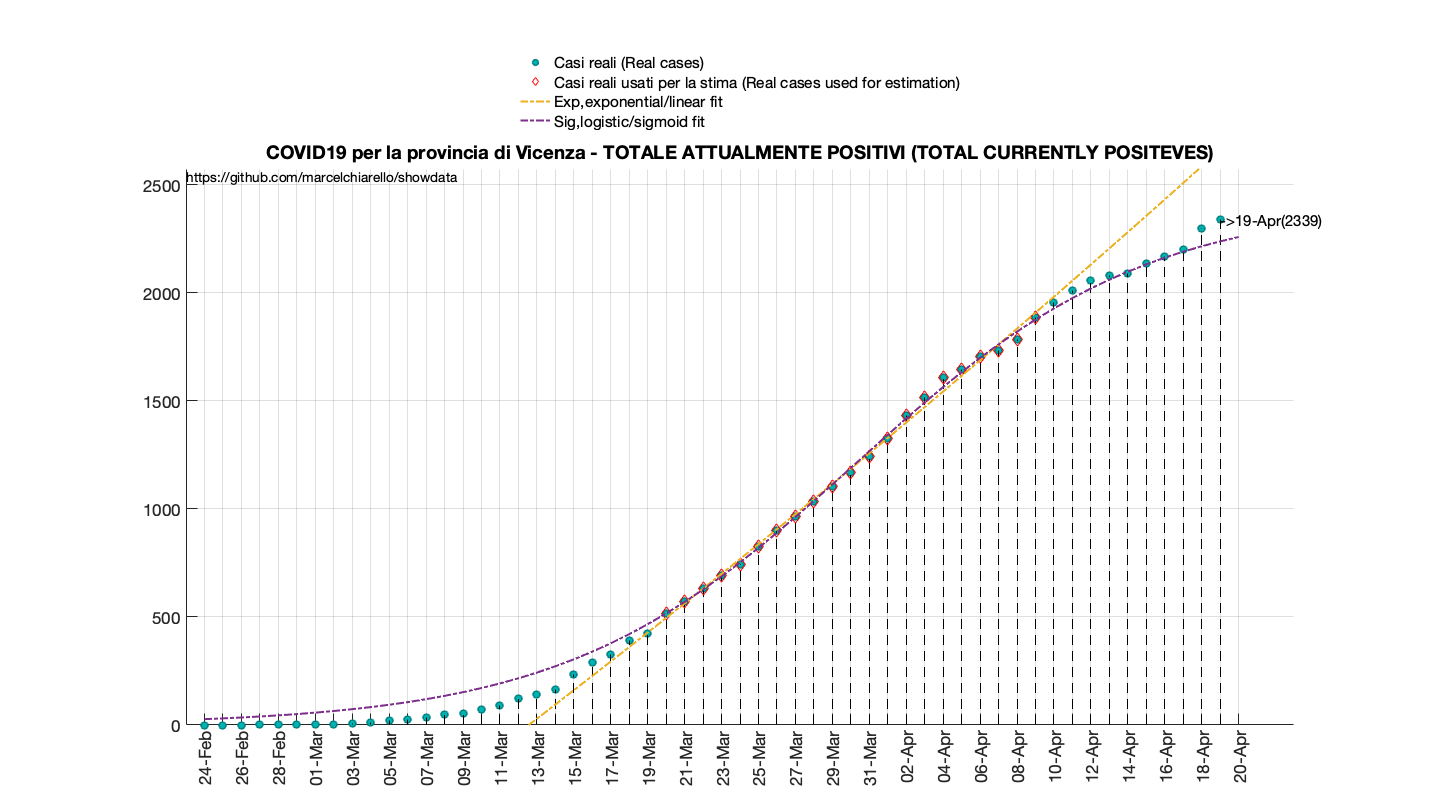 Casi reali (Real cases)
Casi reali usati per la stima (Real cases used for estimation)
Exp,exponential/linear fit
Sig,logistic/sigmoid fit
COVID19 per la provincia di Vicenza - TOTALE ATTUALMENTE POSITIVI (TOTAL CURRENTLY POSITEVES)
https://github.com/marcelchiarello/showdata
2500
->19-Apr(2339)
2000
1500
1000
500
0
24-Feb
26-Feb
28-Feb
01-Mar
03-Mar
05-Mar
07-Mar
09-Mar
11-Mar
13-Mar
15-Mar
17-Mar
19-Mar
21-Mar
23-Mar
25-Mar
27-Mar
29-Mar
31-Mar
02-Apr
04-Apr
06-Apr
08-Apr
10-Apr
12-Apr
14-Apr
16-Apr
18-Apr
20-Apr